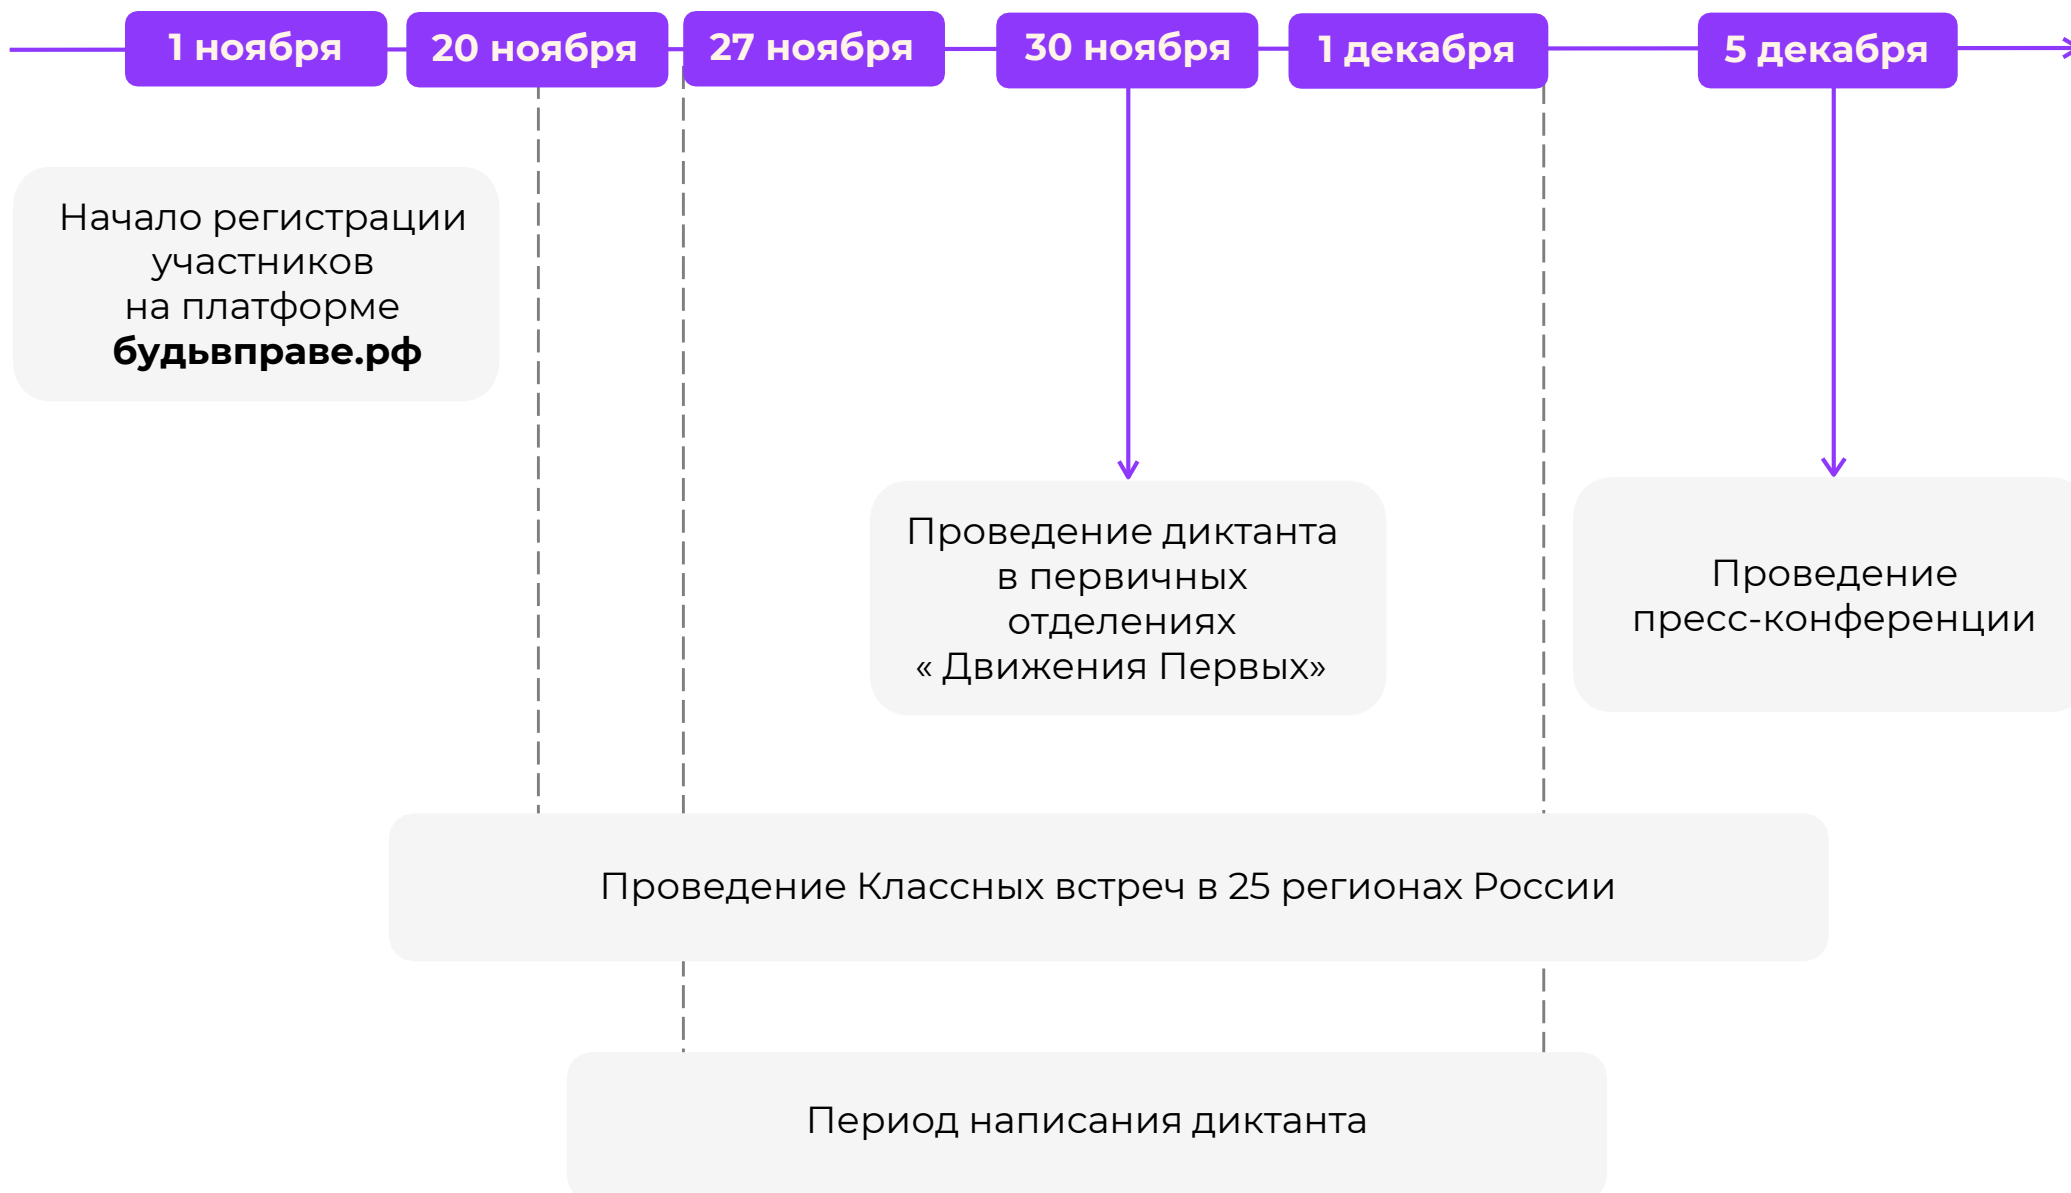 1 ноября
20 ноября
27 ноября
30 ноября
1 декабря
5 декабря
Начало регистрации
участников
на платформе
будьвправе.рф
Проведение диктанта
в первичных
отделениях
« Движения Первых»
Проведение
пресс-конференции
Проведение Классных встреч в 25 регионах России
Период написания диктанта